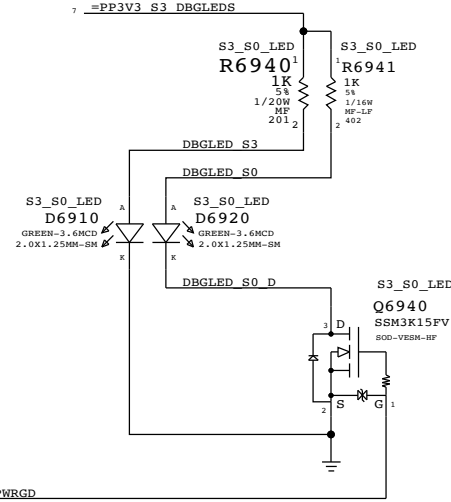 7 =PP3V3_S3_DBGLEDS
S3_S0_LED
R6940
1
1K
5%
1/20W
MF
201
2
S3_S0_LED
1
R6941
1K
5%
1/16W
MF-LF
402
2
DBGLED_S3
DBGLED_S0
S3_S0_LED
D6910
GREEN-3.6MCD
2.0X1.25MM-SM
A
K
S3_S0_LED
A
D6920
GREEN-3.6MCD
2.0X1.25MM-SM
K
DBGLED_S0_D
S3_S0_LED
Q6940
SSM3K15FV
SOD-VESM-HF
3 D
2 S
G 1
PWRGD